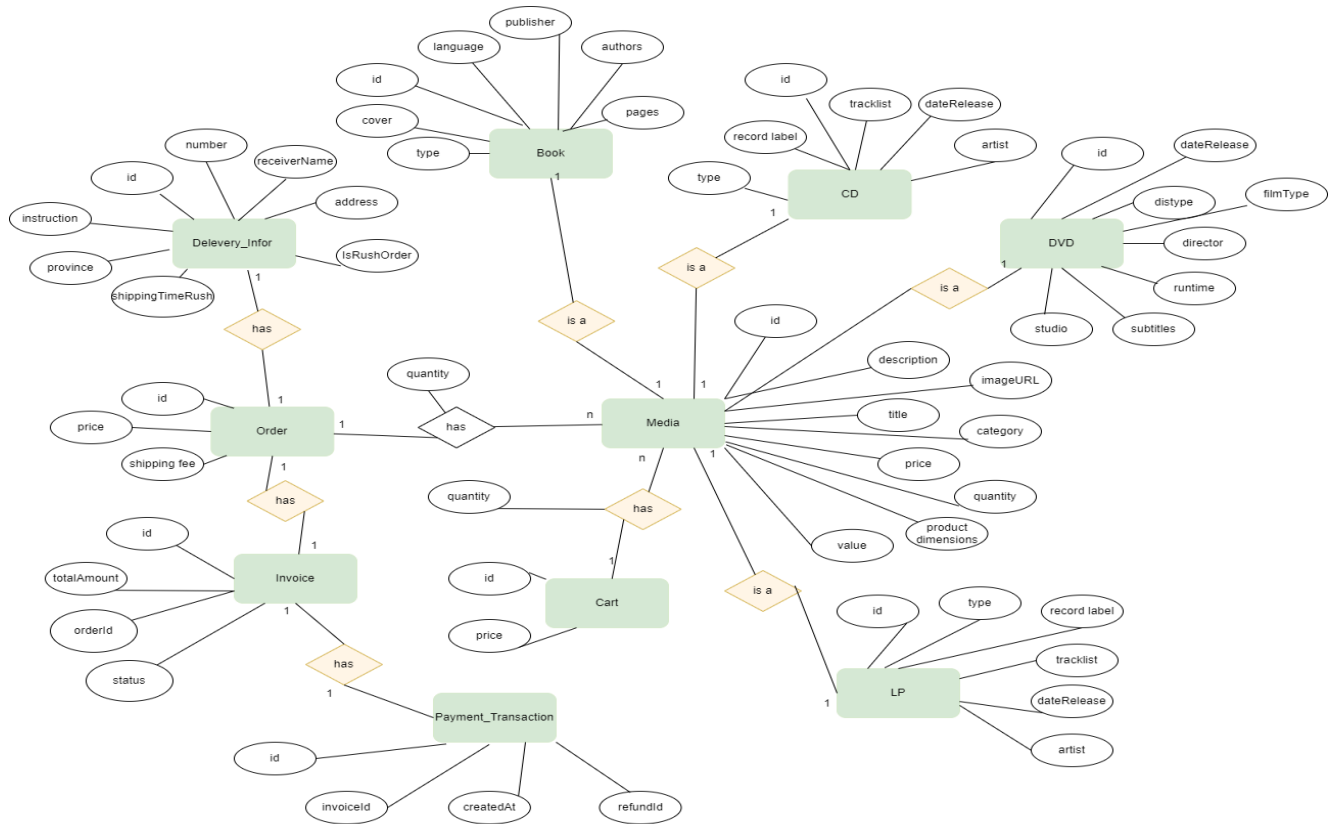 publisher
language
authors
id
cover
pages
type
Book
1
id
tracklist
dateRelease
record label
artist
type
CD
1
id
dateRelease
distype
filmType
director
runtime
subtitles
studio
DVD
1
number
id
receiverName
instruction
address
province
IsRushOrder
shippingTimeRush
Delevery_Infor
1
has
is a
is a
is a
1
id
price
shipping fee
Order
1
1
quantity
has
n
1
1
Media
n
1
id
description
imageURL
title
category
price
quantity
product
dimensions
value
has
1
id
totalAmount
orderId
status
Invoice
1
quantity
has
1
id
price
Cart
is a
id
type
record label
tracklist
dateRelease
artist
LP
1
has
1
Payment_Transaction
id
invoiceId
createdAt
refundId